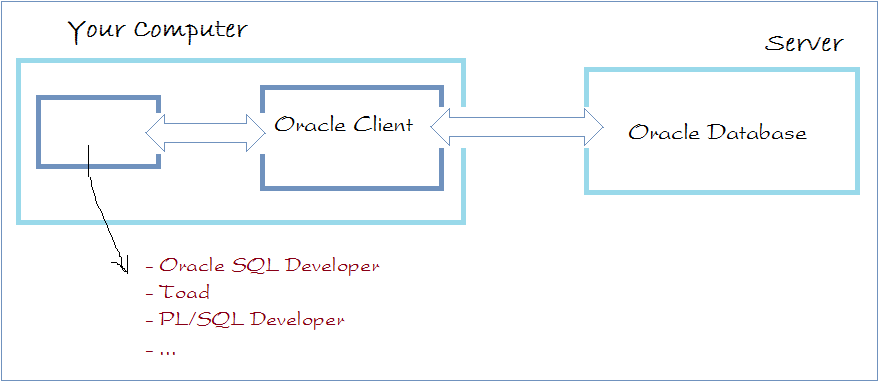 Your Computer
Server
Oracle Client
Oracle Database
- Oracle SQL Developer
- Toad
- PL/SQL Developer
- ...